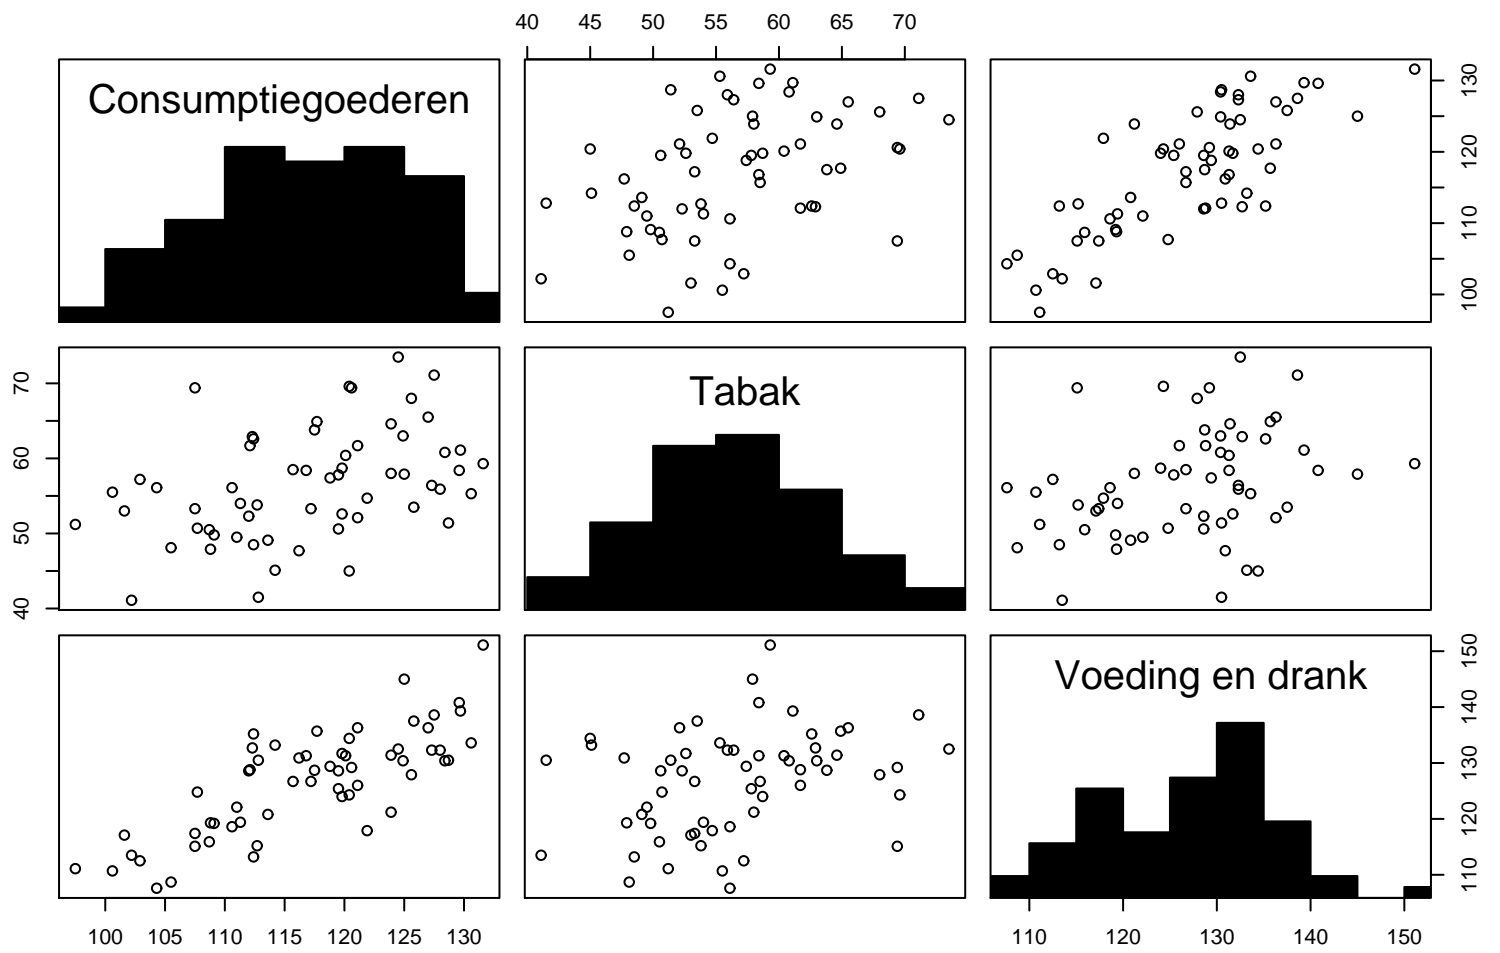 40 45 50 55 60 65 70
Consumptiegoederen
100 110 120 130
40 50 60 70
Tabak
Voeding en drank
110 120 130 140 150
100 105 110 115 120 125 130
110 120 130 140 150